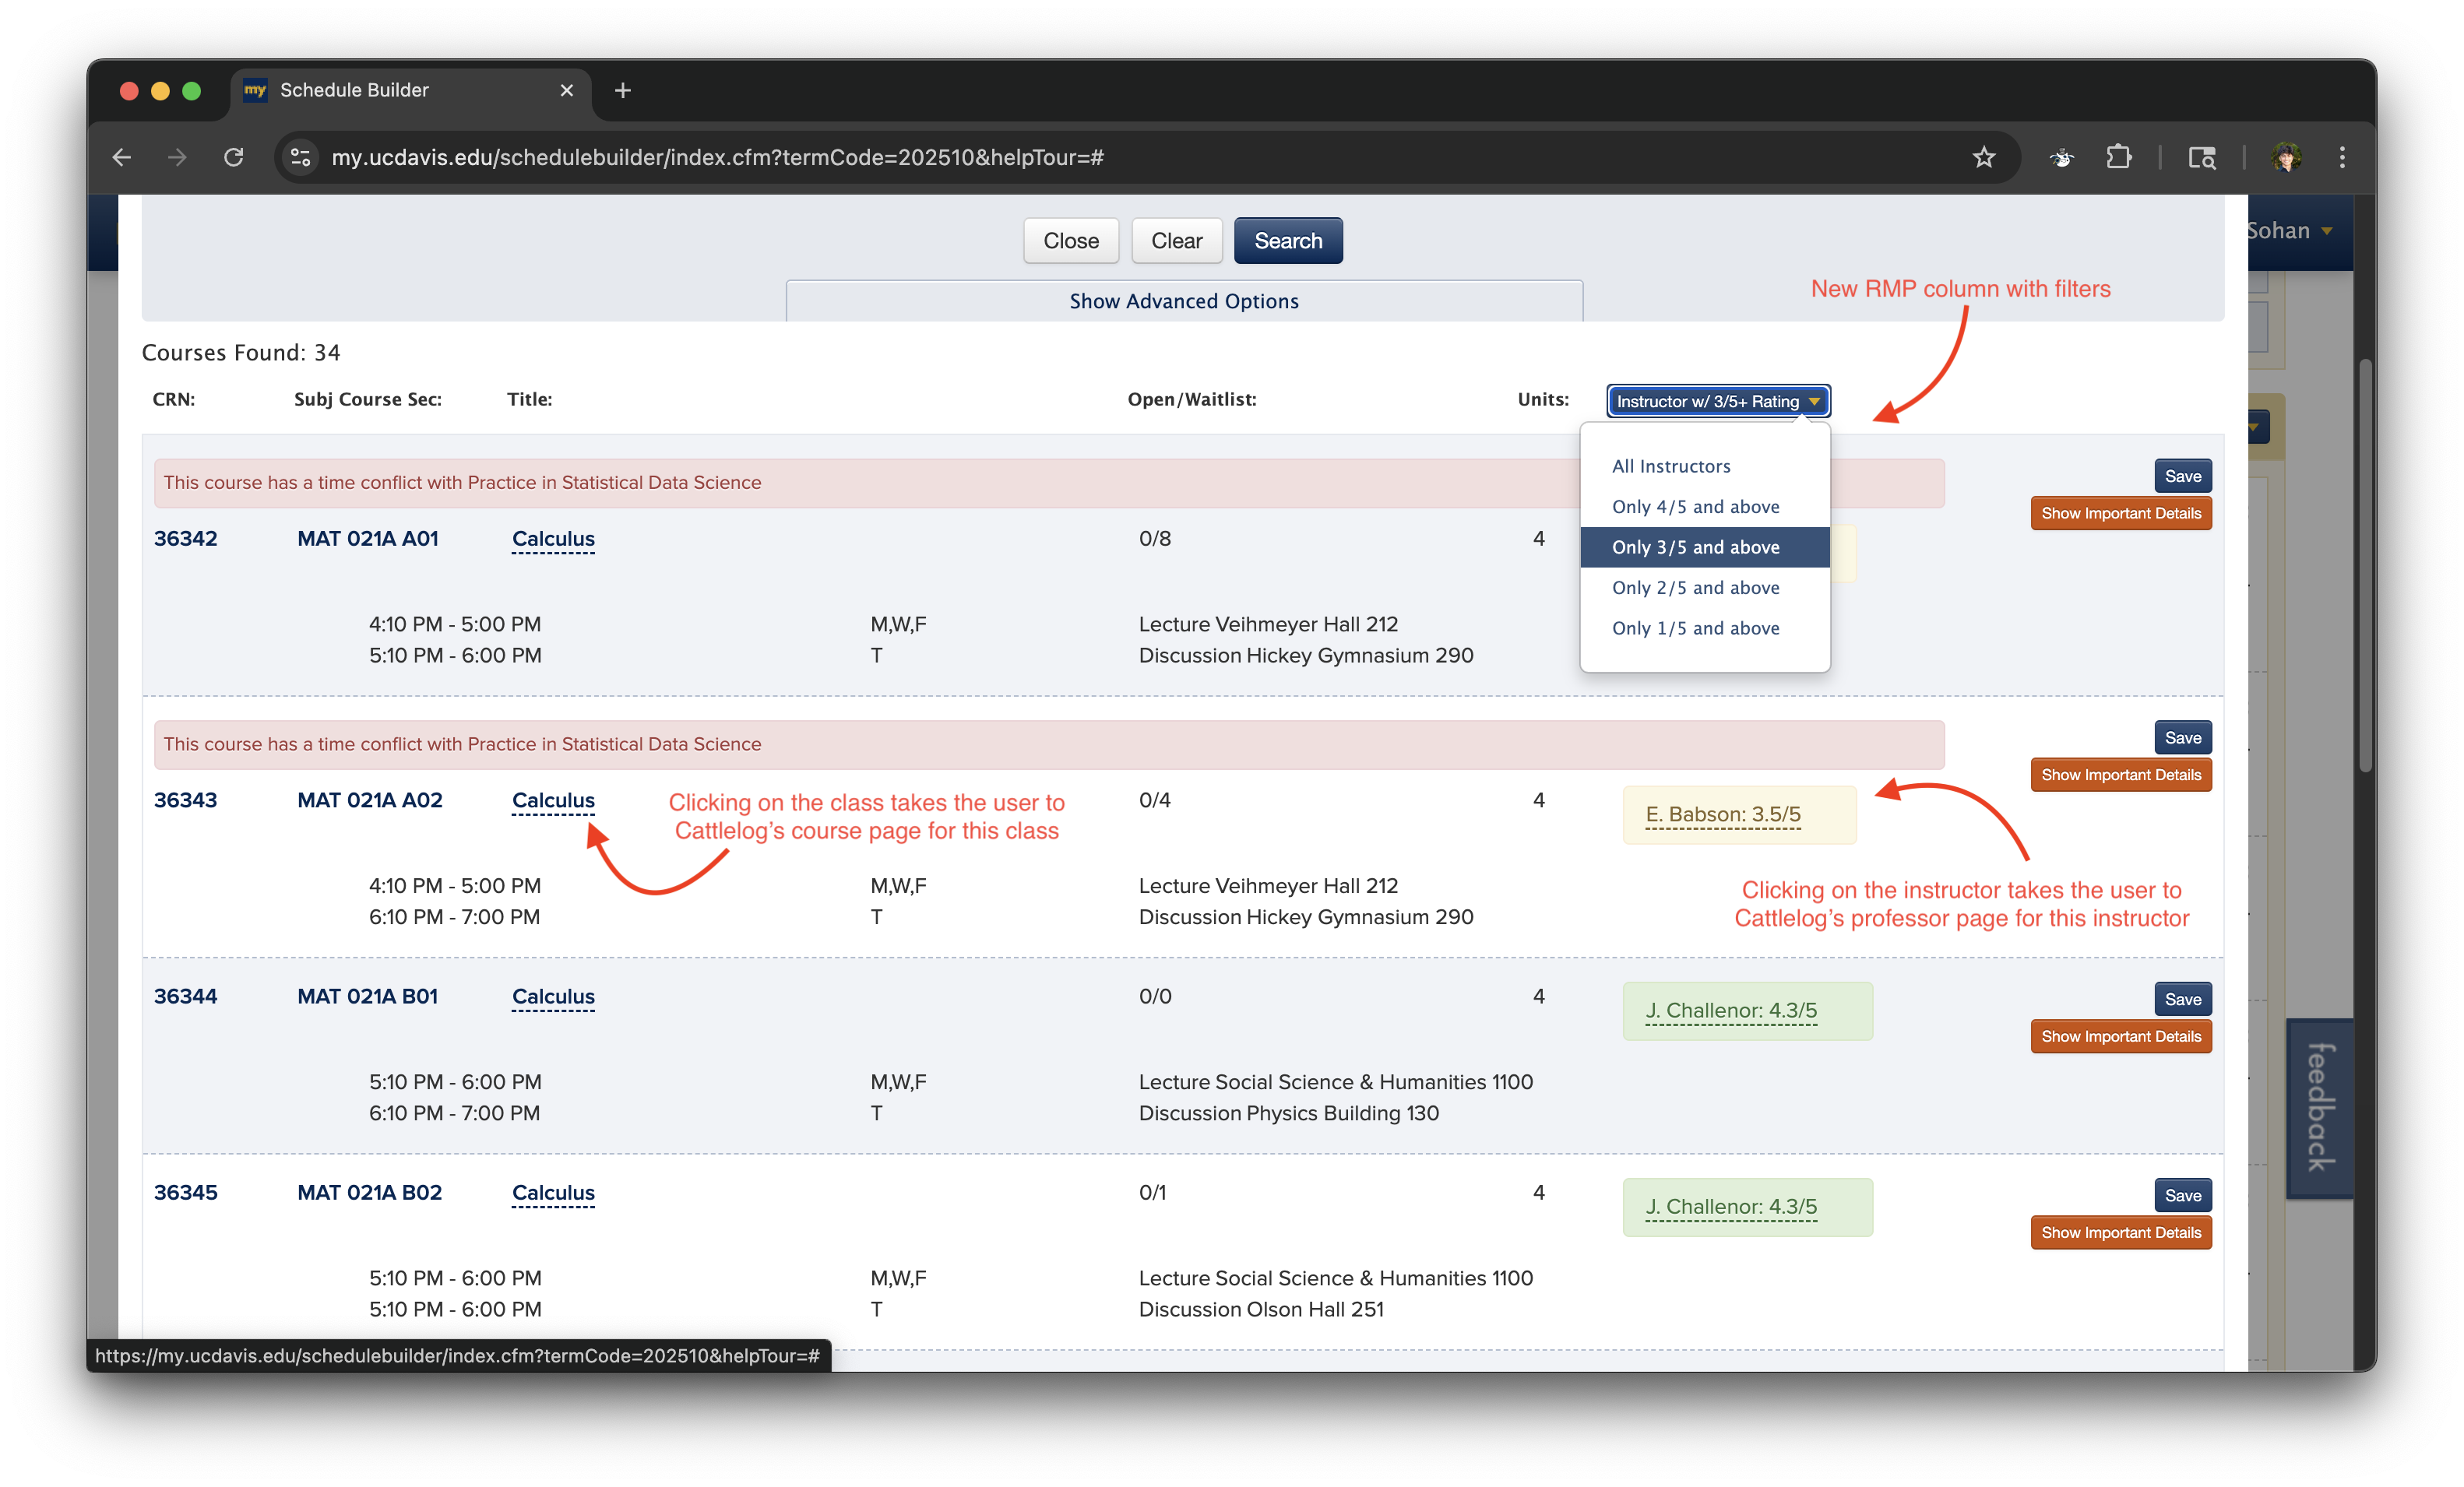 my Schedule Builder
my.ucdavis.edu/schedulebuilder/index.cfm?termCode=202510&helpTour=#
Sohan
Close Clear Search
Show Advanced Options
New RMP column with filters
Courses Found: 34
CRN: Subj Course Sec: Title: Open/Waitlist: Units: Instructor w/ 3/5+ Rating
All Instructors
Only 4/5 and above
Only 3/5 and above
Only 2/5 and above
Only 1/5 and above
This course has a time conflict with Practice in Statistical Data Science
Save
Show Important Details
36342 MAT 021A A01 Calculus 0/8 4
4:10 PM - 5:00 PM M,W,F Lecture Veihmeyer Hall 212
5:10 PM - 6:00 PM T Discussion Hickey Gymnasium 290
This course has a time conflict with Practice in Statistical Data Science
Save
Show Important Details
36343 MAT 021A A02 Calculus 0/4 4 E. Babson: 3.5/5
Clicking on the class takes the user to
Cattlelog’s course page for this class
4:10 PM - 5:00 PM M,W,F Lecture Veihmeyer Hall 212
6:10 PM - 7:00 PM T Discussion Hickey Gymnasium 290
Clicking on the instructor takes the user to
Cattlelog’s professor page for this instructor
36344 MAT 021A B01 Calculus 0/0 4 J. Challenor: 4.3/5
Save
Show Important Details
5:10 PM - 6:00 PM M,W,F Lecture Social Science & Humanities 1100
6:10 PM - 7:00 PM T Discussion Physics Building 130
feedback
36345 MAT 021A B02 Calculus 0/1 4 J. Challenor: 4.3/5
Save
Show Important Details
5:10 PM - 6:00 PM M,W,F Lecture Social Science & Humanities 1100
5:10 PM - 6:00 PM T Discussion Olson Hall 251
https://my.ucdavis.edu/schedulebuilder/index.cfm?termCode=202510&helpTour=#